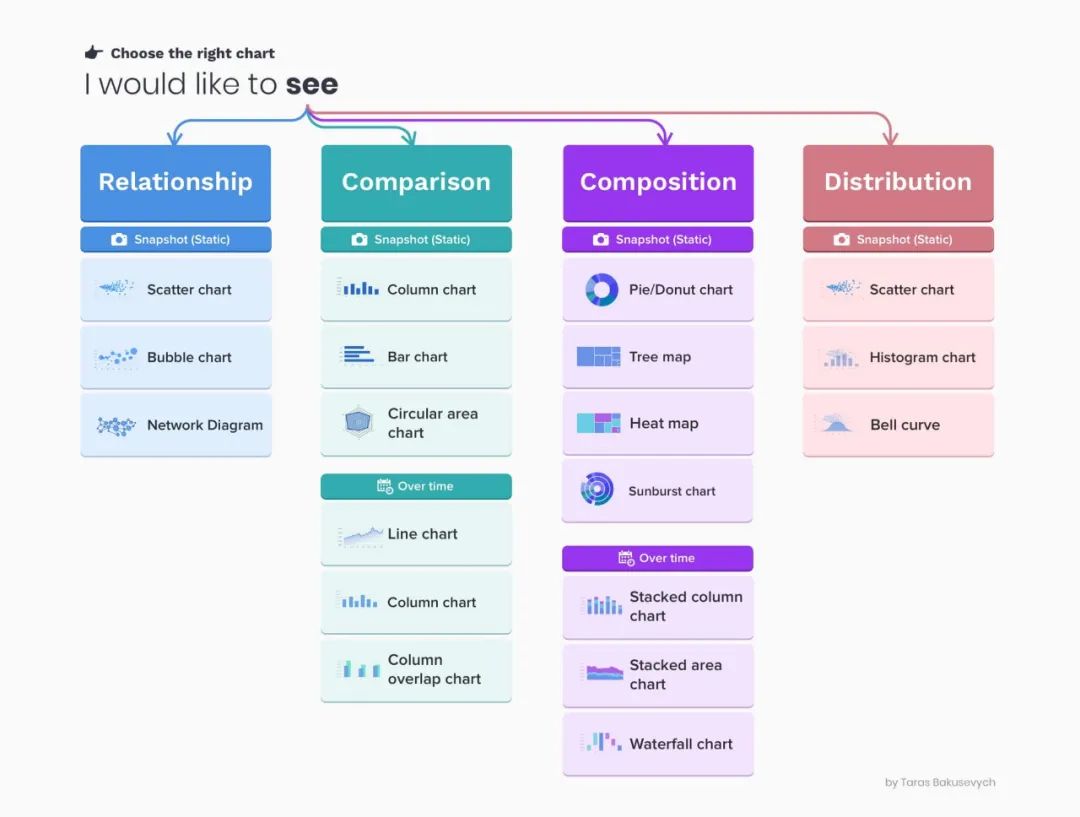 Choose the right chart
I would like to see
Relationship
Snapshot (Static)
Scatter chart
Bubble chart
Network Diagram
Comparison
Snapshot (Static)
Column chart
Bar chart
Circular area
chart
Over time
Line chart
Column chart
Column
overlap chart
Composition
Snapshot (Static)
Pie/Donut chart
Tree map
Heat map
Sunburst chart
Over time
Stacked column
chart
Stacked area
chart
Waterfall chart
Distribution
Snapshot (Static)
Scatter chart
Histogram chart
Bell curve
by Taras Bakusevych